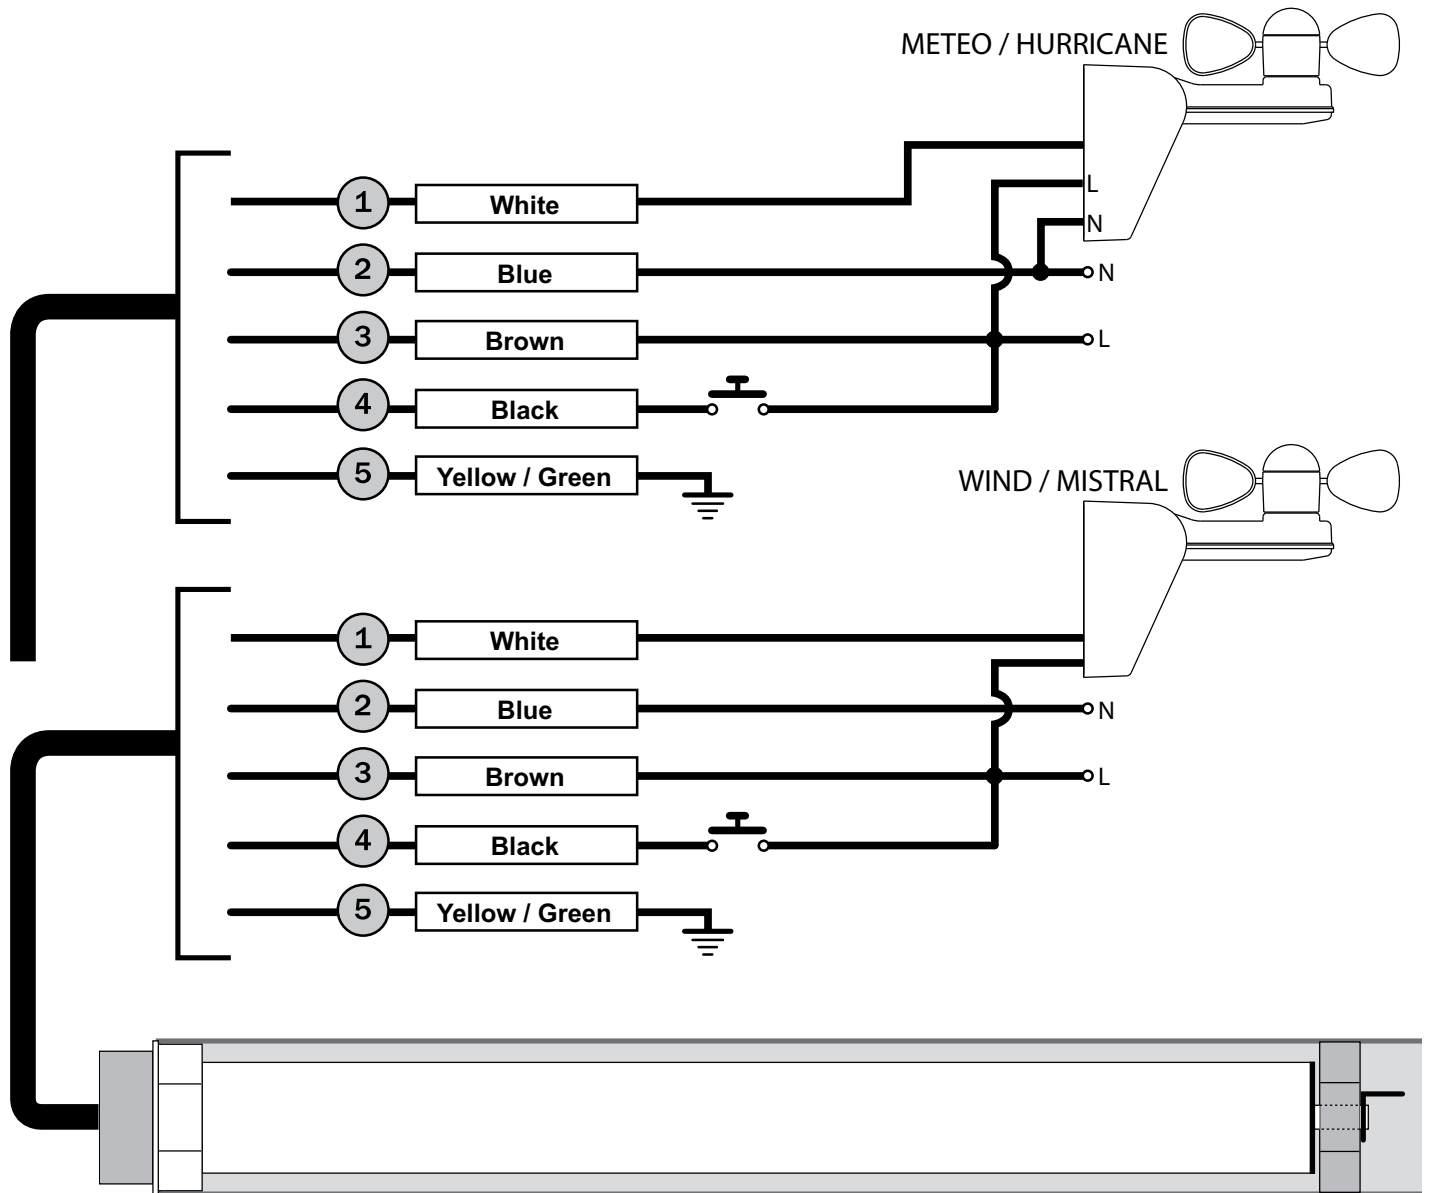 METEO / HURRICANE
1 White
L
N
2 Blue
N
3 Brown
L
4 Black
5 Yellow / Green
WIND / MISTRAL
1 White
2 Blue
N
3 Brown
L
4 Black
5 Yellow / Green